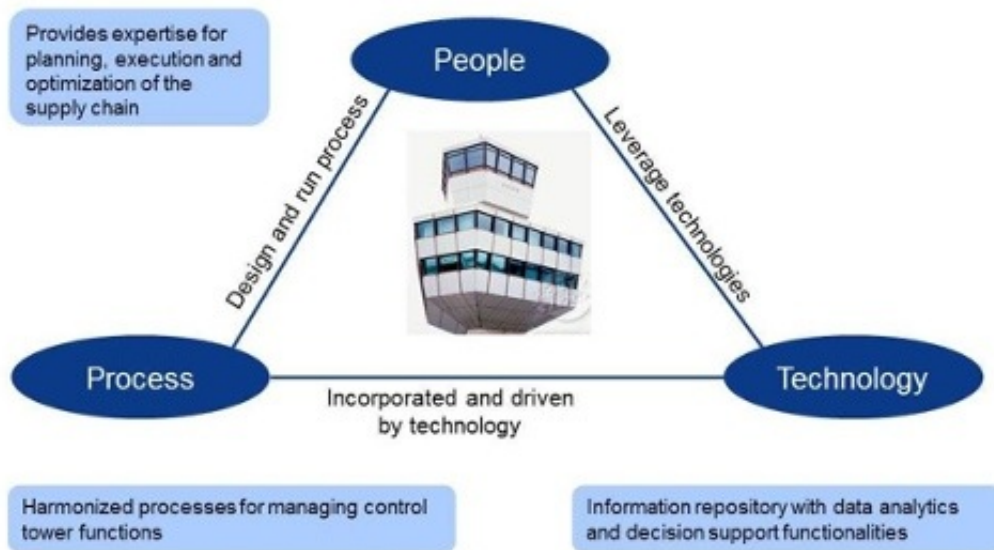 Provides expertise for
planning, execution and
optimization of the
supply chain
People
Design and run process
Leverage technologies
Process
Technology
Incorporated and driven
by technology
Harmonized processes for managing control
tower functions
Information repository with data analytics
and decision support functionalities